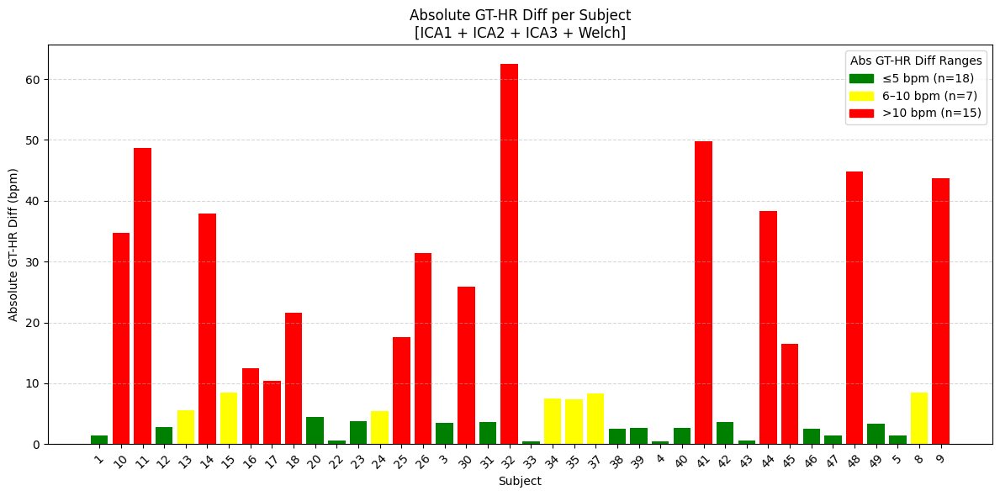 Absolute GT-HR Diff per Subject
[ICA1 + ICA2 + ICA3 + Welch]
Absolute GT-HR Diff (bpm)
60
50
40
30
20
10
0
Abs GT-HR Diff Ranges
≤5 bpm (n=18)
6–10 bpm (n=7)
>10 bpm (n=15)
1 10 11 12 13 14 15 16 17 18 20 22 23 24 25 26 3 30 31 32 33 34 35 37 38 39 4 40 41 42 43 44 45 46 47 48 49 5 8 9
Subject